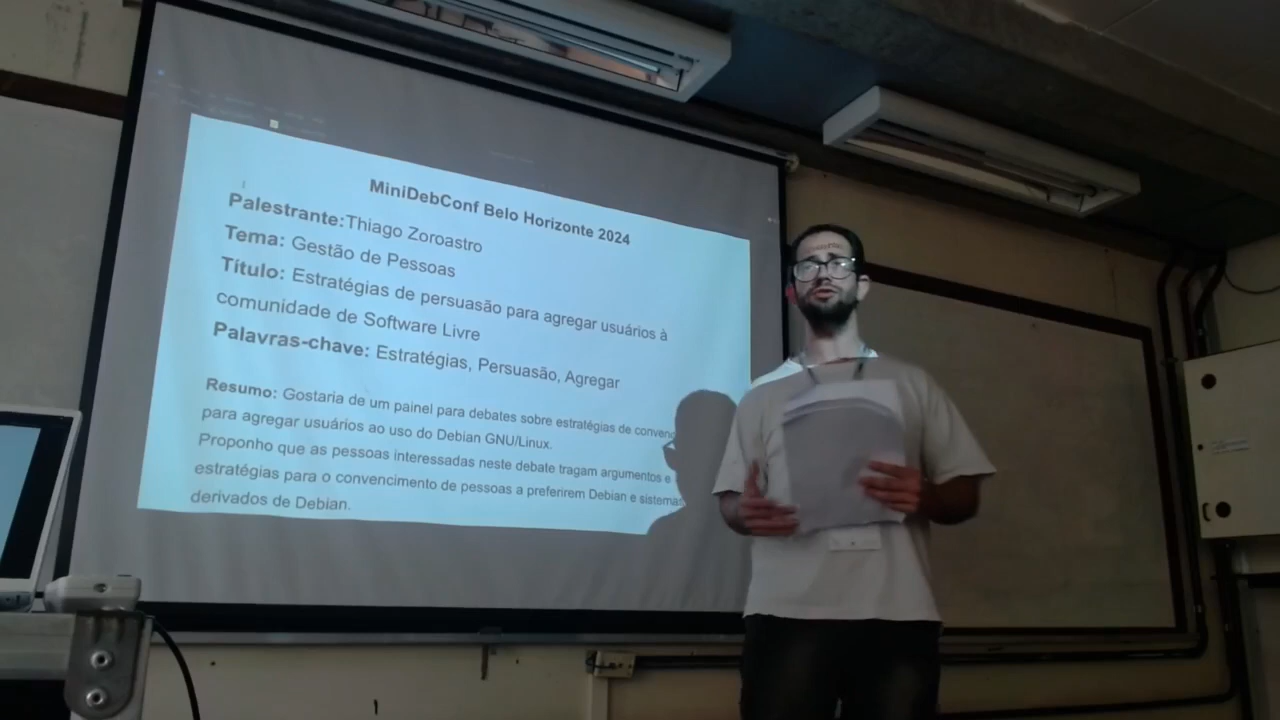 MiniDebConf Belo Horizonte 2024
Palestrante:Thiago Zoroastro
Tema: Gestão de Pessoas
Título: Estratégias de persuasão para agregar usuários à
comunidade de Software Livre
Palavras-chave: Estratégias, Persuasão, Agregar
Resumo: Gostaria de um painel para debates sobre estratégias de convenc
para agregar usuários ao uso do Debian GNU/Linux.
Proponho que as pessoas interessadas neste debate tragam argumentos e
estratégias para o convencimento de pessoas a preferirem Debian e sistemas
derivados de Debian.